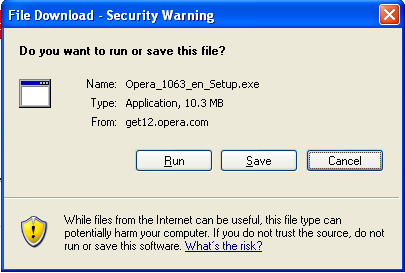 File Download - Security Warning
Do you want to run or save this file?
Name: Opera_1063_en_Setup.exe
Type: Application, 10.3 MB
From: get12.opera.com
Run Save Cancel
While files from the Internet can be useful, this file type can
potentially harm your computer. If you do not trust the source, do not
run or save this software. What's the risk?